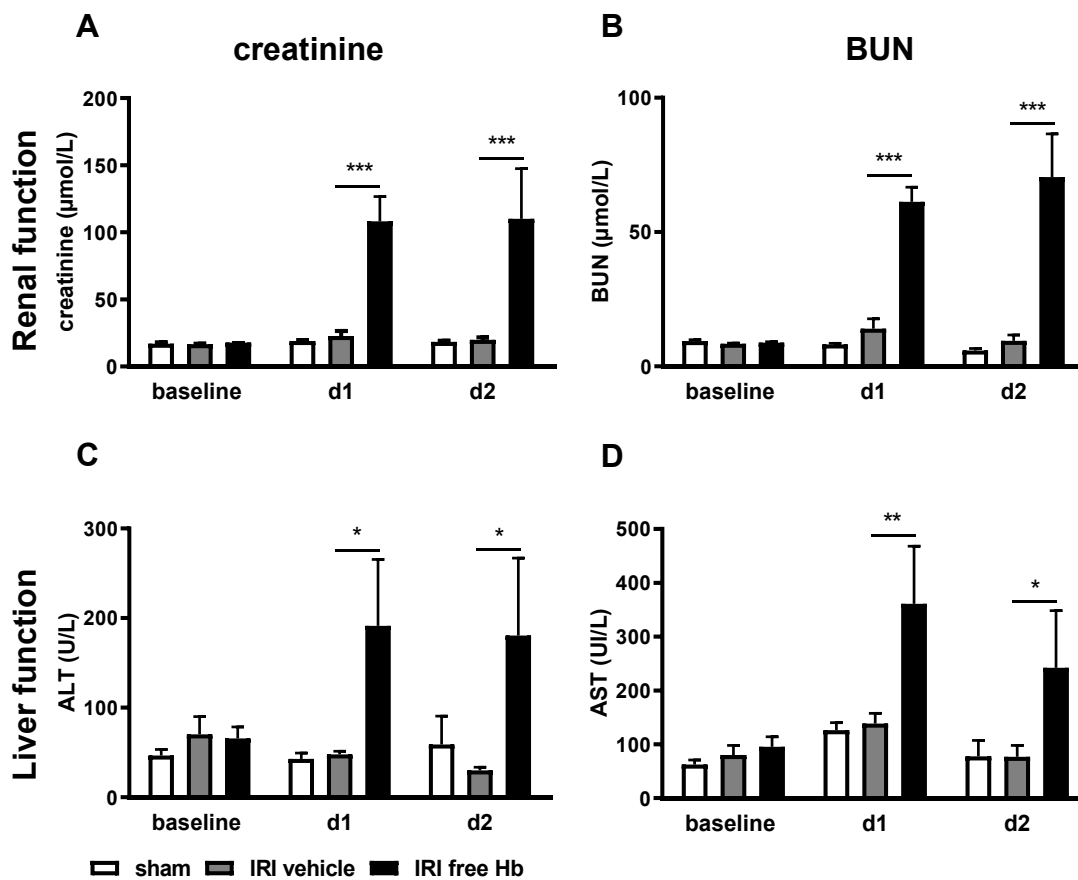 A
creatinine
B
BUN
Renal function
creatinine (µmol/L)
200
150
100
50
0
***
***
baseline
d1
d2
BUN (µmol/L)
100
50
0
***
***
baseline
d1
d2
C
D
Liver function
ALT (U/L)
300
200
100
0
*
*
baseline
d1
d2
AST (UI/L)
500
400
300
200
100
0
**
*
baseline
d1
d2
sham IRI vehicle IRI free Hb